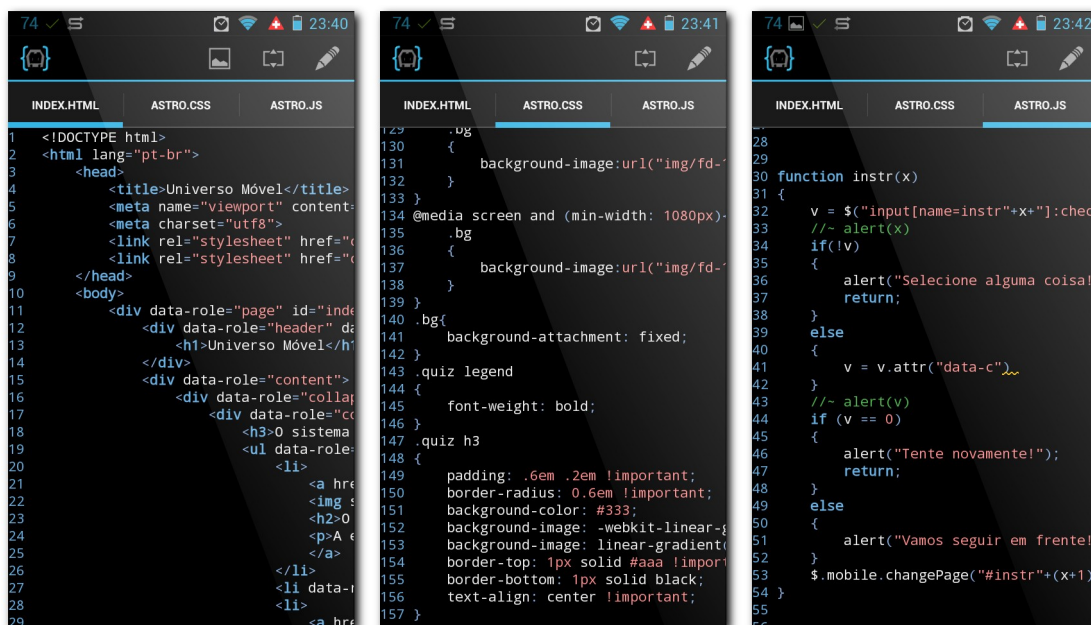 74 23:40
INDEX.HTML ASTRO.CSS ASTRO.JS
1 <!DOCTYPE html>
2 <html lang="pt-br">
3 <head>
4 <title>Universo Móvel</title>
5 <meta name="viewport" content=
6 <meta charset="utf8">
7 <link rel="stylesheet" href="
8 <link rel="stylesheet" href="
9 </head>
10 <body>
11 <div data-role="page" id="inde
12 <div data-role="header" da
13 <h1>Universo Móvel</h1
14 </div>
15 <div data-role="content">
16 <div data-role="collap
17 <div data-role="co
18 <h3>O sistema
19 <ul data-role=
20 <li>
21 <a hre
22 <img s
23 <h2>O
24 <p>A e
25 </a>
26 </li>
27 <li data-r
28 <li>
29 <a hre
74 23:41
INDEX.HTML ASTRO.CSS ASTRO.JS
129 .bg
130 {
131 background-image:url("img/fd-1
132 }
133 }
134 @media screen and (min-width: 1080px)
135 .bg
136 {
137 background-image:url("img/fd-1
138 }
139 }
140 .bg{
141 background-attachment: fixed;
142 }
143 .quiz legend
144 {
145 font-weight: bold;
146 }
147 .quiz h3
148 {
149 padding: .6em .2em !important;
150 border-radius: 0.6em !important;
151 background-color: #333;
152 background-image: -webkit-linear-g
153 background-image: linear-gradient(
154 border-top: 1px solid #aaa !import
155 border-bottom: 1px solid black;
156 text-align: center !important;
157 }
74 23:42
INDEX.HTML ASTRO.CSS ASTRO.JS
28
29
30 function instr(x)
31 {
32 v = $("input[name=instr"+x+"]:chec
33 //~ alert(x)
34 if(!v)
35 {
36 alert("Selecione alguma coisa!
37 return;
38 }
39 else
40 {
41 v = v.attr("data-c")
42 }
43 //~ alert(v)
44 if (v == 0)
45 {
46 alert("Tente novamente!");
47 return;
48 }
49 else
50 {
51 alert("Vamos seguir em frente!
52 }
53 $.mobile.changePage("#instr"+(x+1)
54 }
55